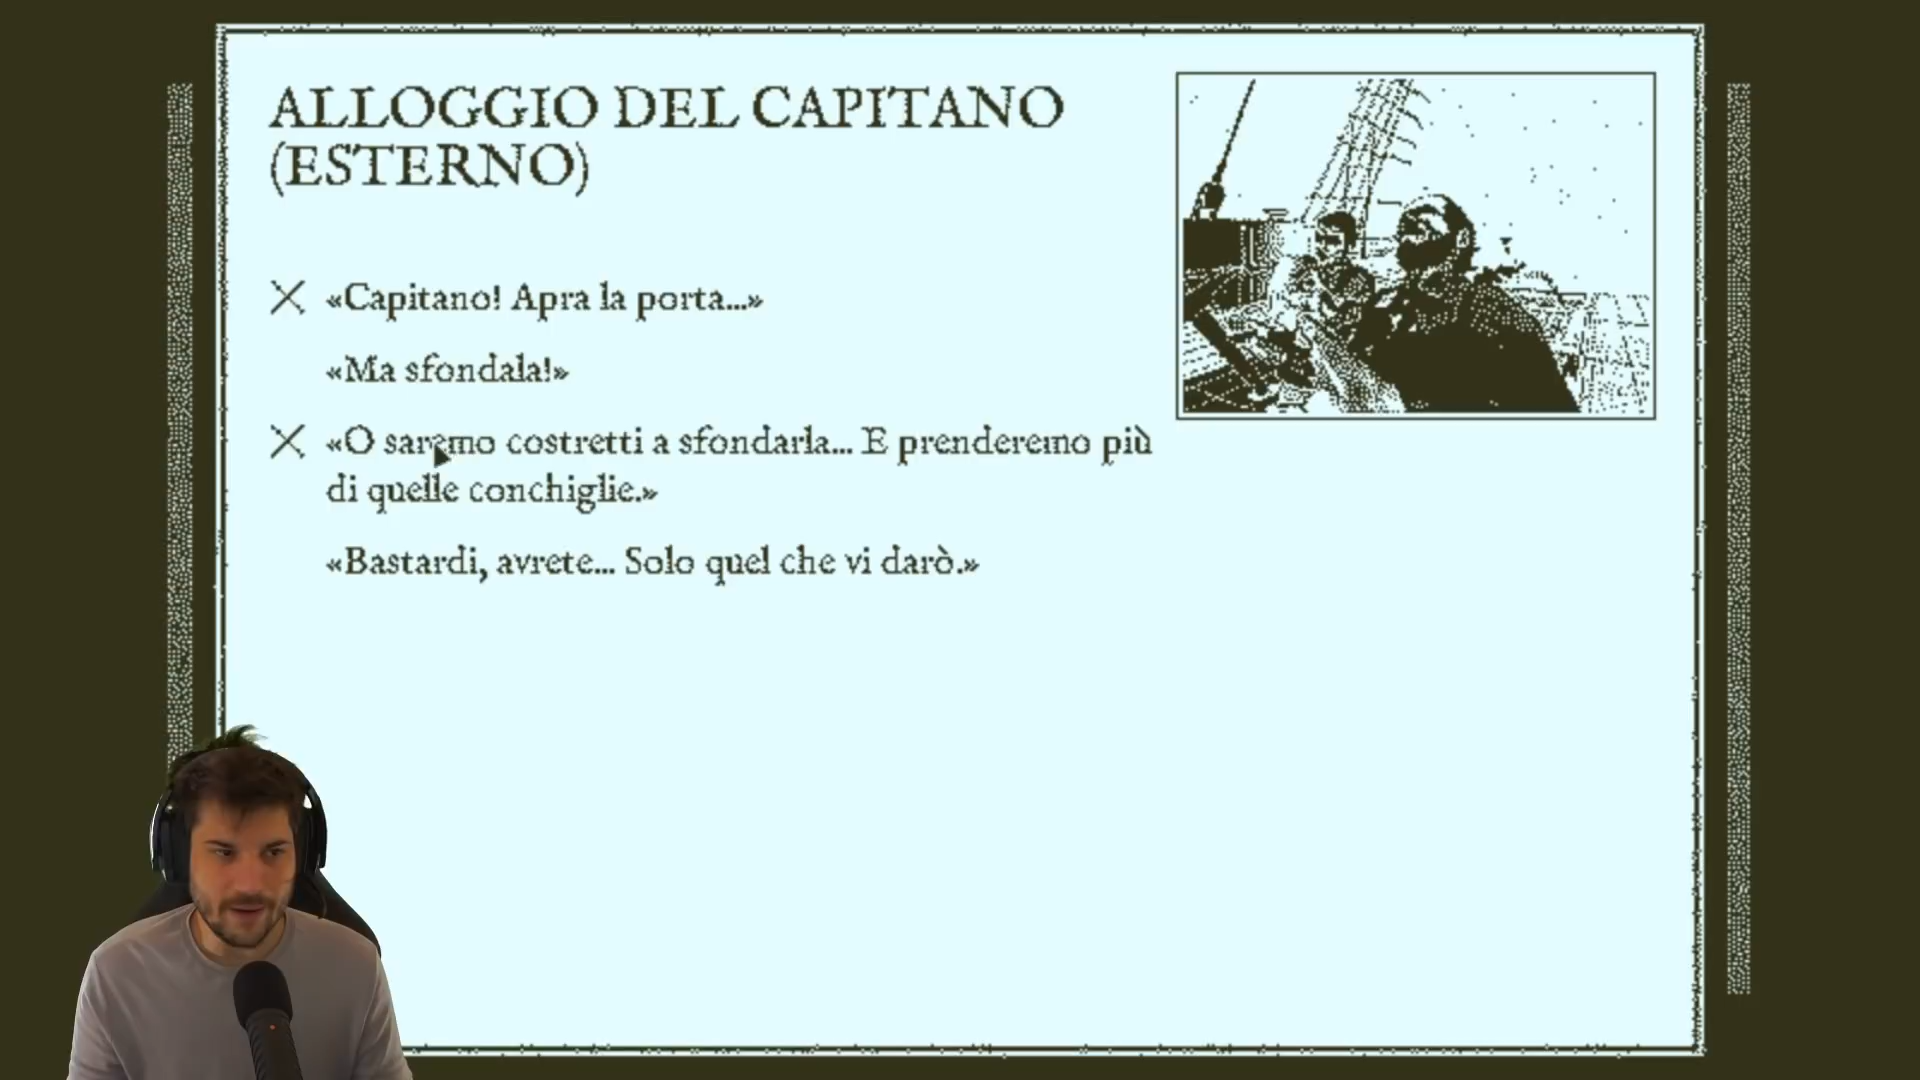 ALLOGGIO DEL CAPITANO
(ESTERNO)
«Capitano! Apra la porta...»
«Ma sfondala!»
«O saremo costretti a sfondarla... E prenderemo più
di quelle conchiglie.»
«Bastardi, avrete... Solo quel che vi darò.»